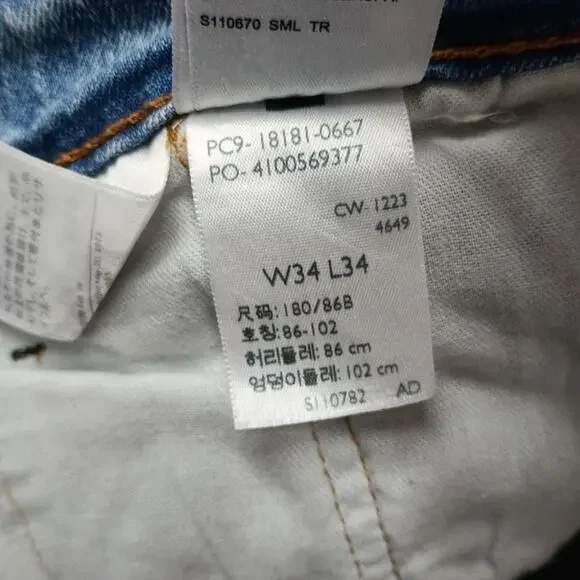 S110670 SML TR
PC9- 18181-0667
PO- 4100569377
CW- 1223
4649
W34 L34
尺码: 180/86B
호칭: 86-102
허리둘레: 86 cm
엉덩이둘레: 102 cm
S110782 AD